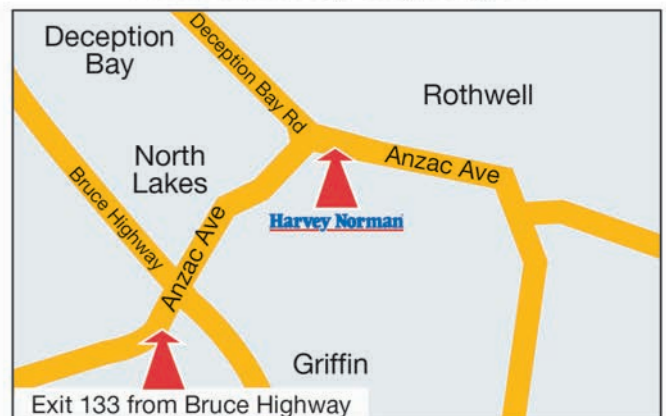 Deception
Bay
Deception Bay Rd
Rothwell
North
Lakes
Anzac Ave
Bruce Highway
Harvey Norman
Anzac Ave
Griffin
Exit 133 from Bruce Highway